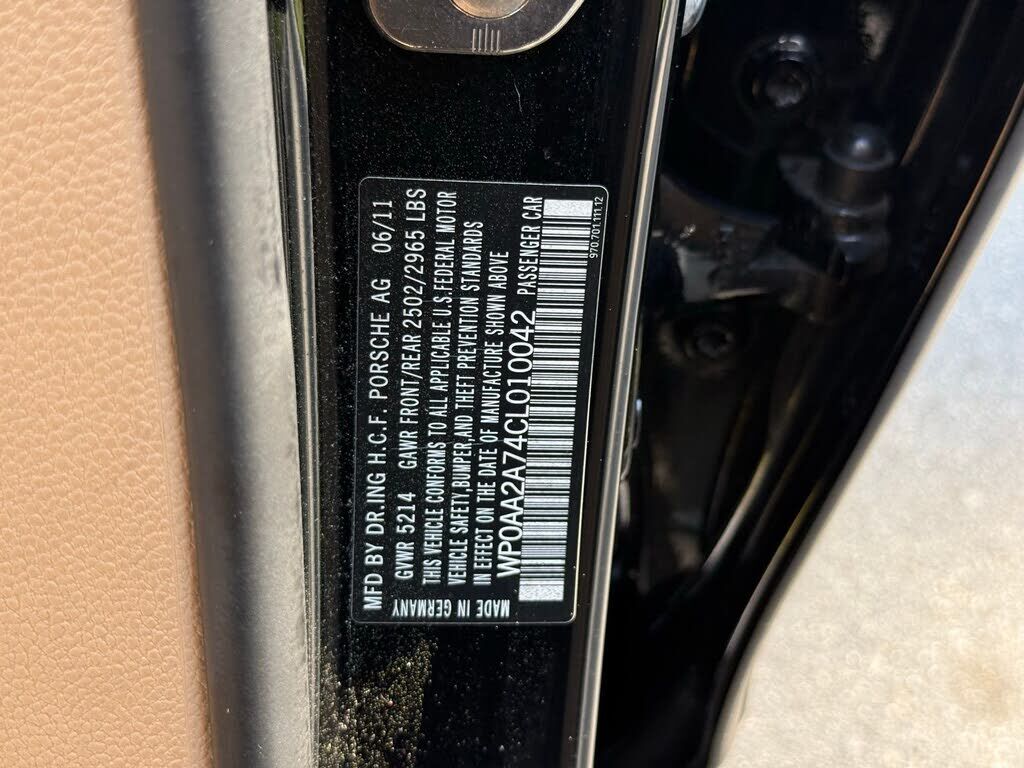 MFD BY DR.ING H.C.F. PORSCHE AG 06/11
GVWR 5214 GAWR FRONT/REAR 2502/2965 LBS
THIS VEHICLE CONFORMS TO ALL APPLICABLE U.S.FEDERAL MOTOR
VEHICLE SAFETY,BUMPER,AND THEFT PREVENTION STANDARDS
IN EFFECT ON THE DATE OF MANUFACTURE SHOWN ABOVE
WP0AA2A74CL010042 PASSENGER CAR
MADE IN GERMANY
970.701.111.12